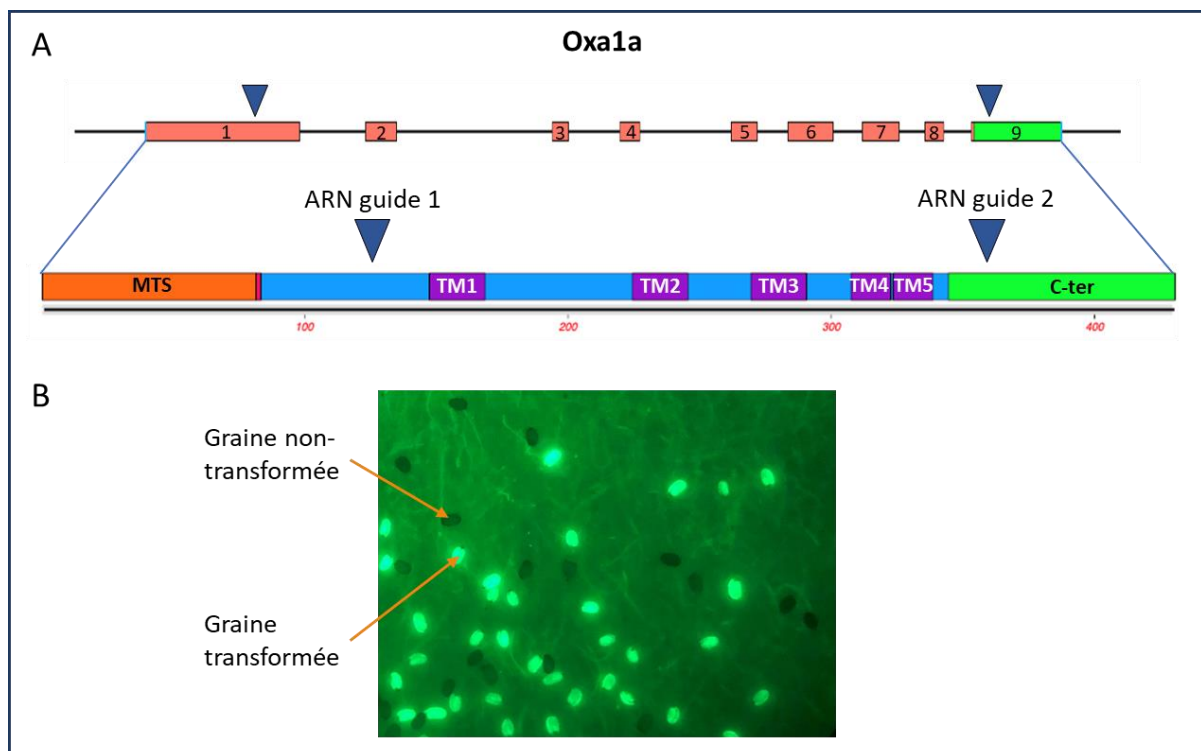 A
Oxa1a
1 2 3 4 5 6 7 8 9
ARN guide 1
ARN guide 2
MTS TM1 TM2 TM3 TM4 TM5 C-ter
100 200 300 400
B
Graine non-
transformée
Graine
transformée